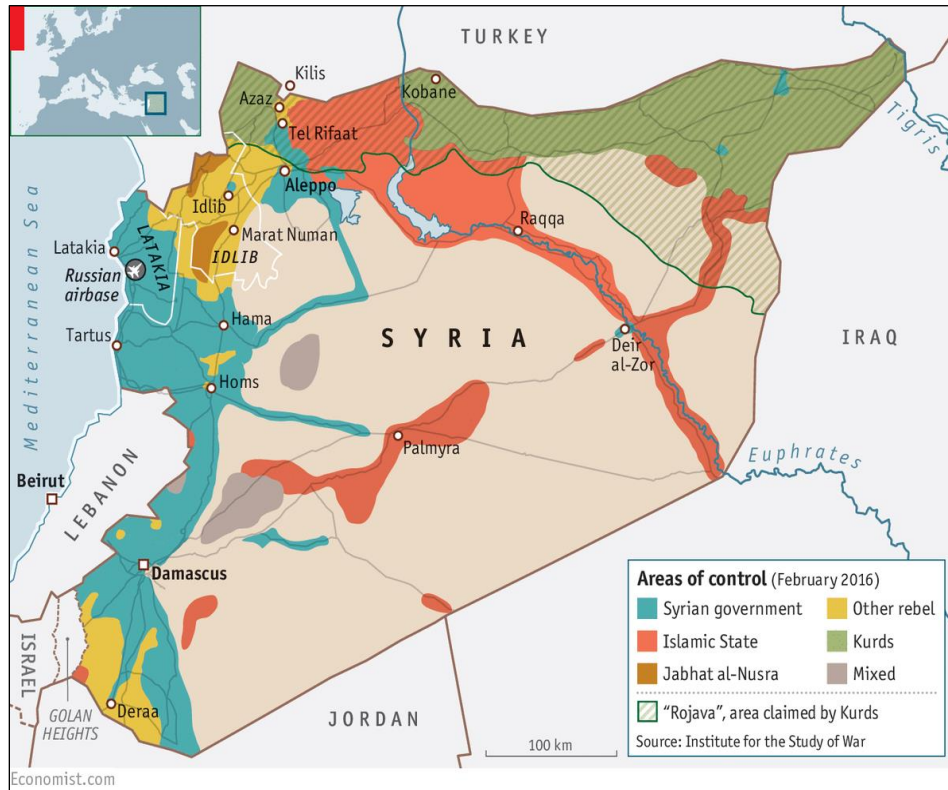 TURKEY
Kilis
Kobane
Azaz
Tel Rifaat
Tigris
Aleppo
Idlib
Raqqa
Marat Numan
IDLIB
Mediterranean Sea
Latakia
LATAKIA
Russian
airbase
Hama
Tartus
SYRIA
Deir
al-Zor
IRAQ
Homs
Palmyra
Euphrates
Beirut
LEBANON
Damascus
Areas of control (February 2016)
Syrian government
Other rebel
Islamic State
Kurds
Jabhat al-Nusra
Mixed
"Rojava", area claimed by Kurds
Source: Institute for the Study of War
ISRAEL
GOLAN
HEIGHTS
Deraa
JORDAN
100 km
Economist.com